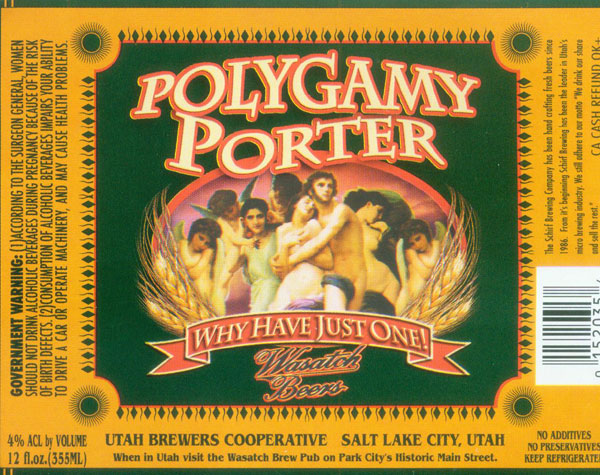 POLYGAMY
PORTER
WHY HAVE JUST ONE!
Wasatch
Beers
GOVERNMENT WARNING: (1)ACCORDING TO THE SURGEON GENERAL, WOMEN
SHOULD NOT DRINK ALCOHOLIC BEVERAGES DURING PREGNANCY BECAUSE OF THE RISK
OF BIRTH DEFECTS. (2)CONSUMPTION OF ALCOHOLIC BEVERAGES IMPAIRS YOUR ABILITY
TO DRIVE A CAR OR OPERATE MACHINERY, AND MAY CAUSE HEALTH PROBLEMS.
The Schirf Brewing Company has been hand crafting fresh beers since
1986. From it's beginning Schirf Brewing has been the leader in Utah's
micro brewing industry. We still adhere to our motto "We drink our share
and sell the rest."
CA CASH REFUND OK+
0 15203
4% ACL by VOLUME
12 fl.oz.(355ML)
UTAH BREWERS COOPERATIVE SALT LAKE CITY, UTAH
When in Utah visit the Wasatch Brew Pub on Park City's Historic Main Street.
NO ADDITIVES
NO PRESERVATIVES
KEEP REFRIGERATE